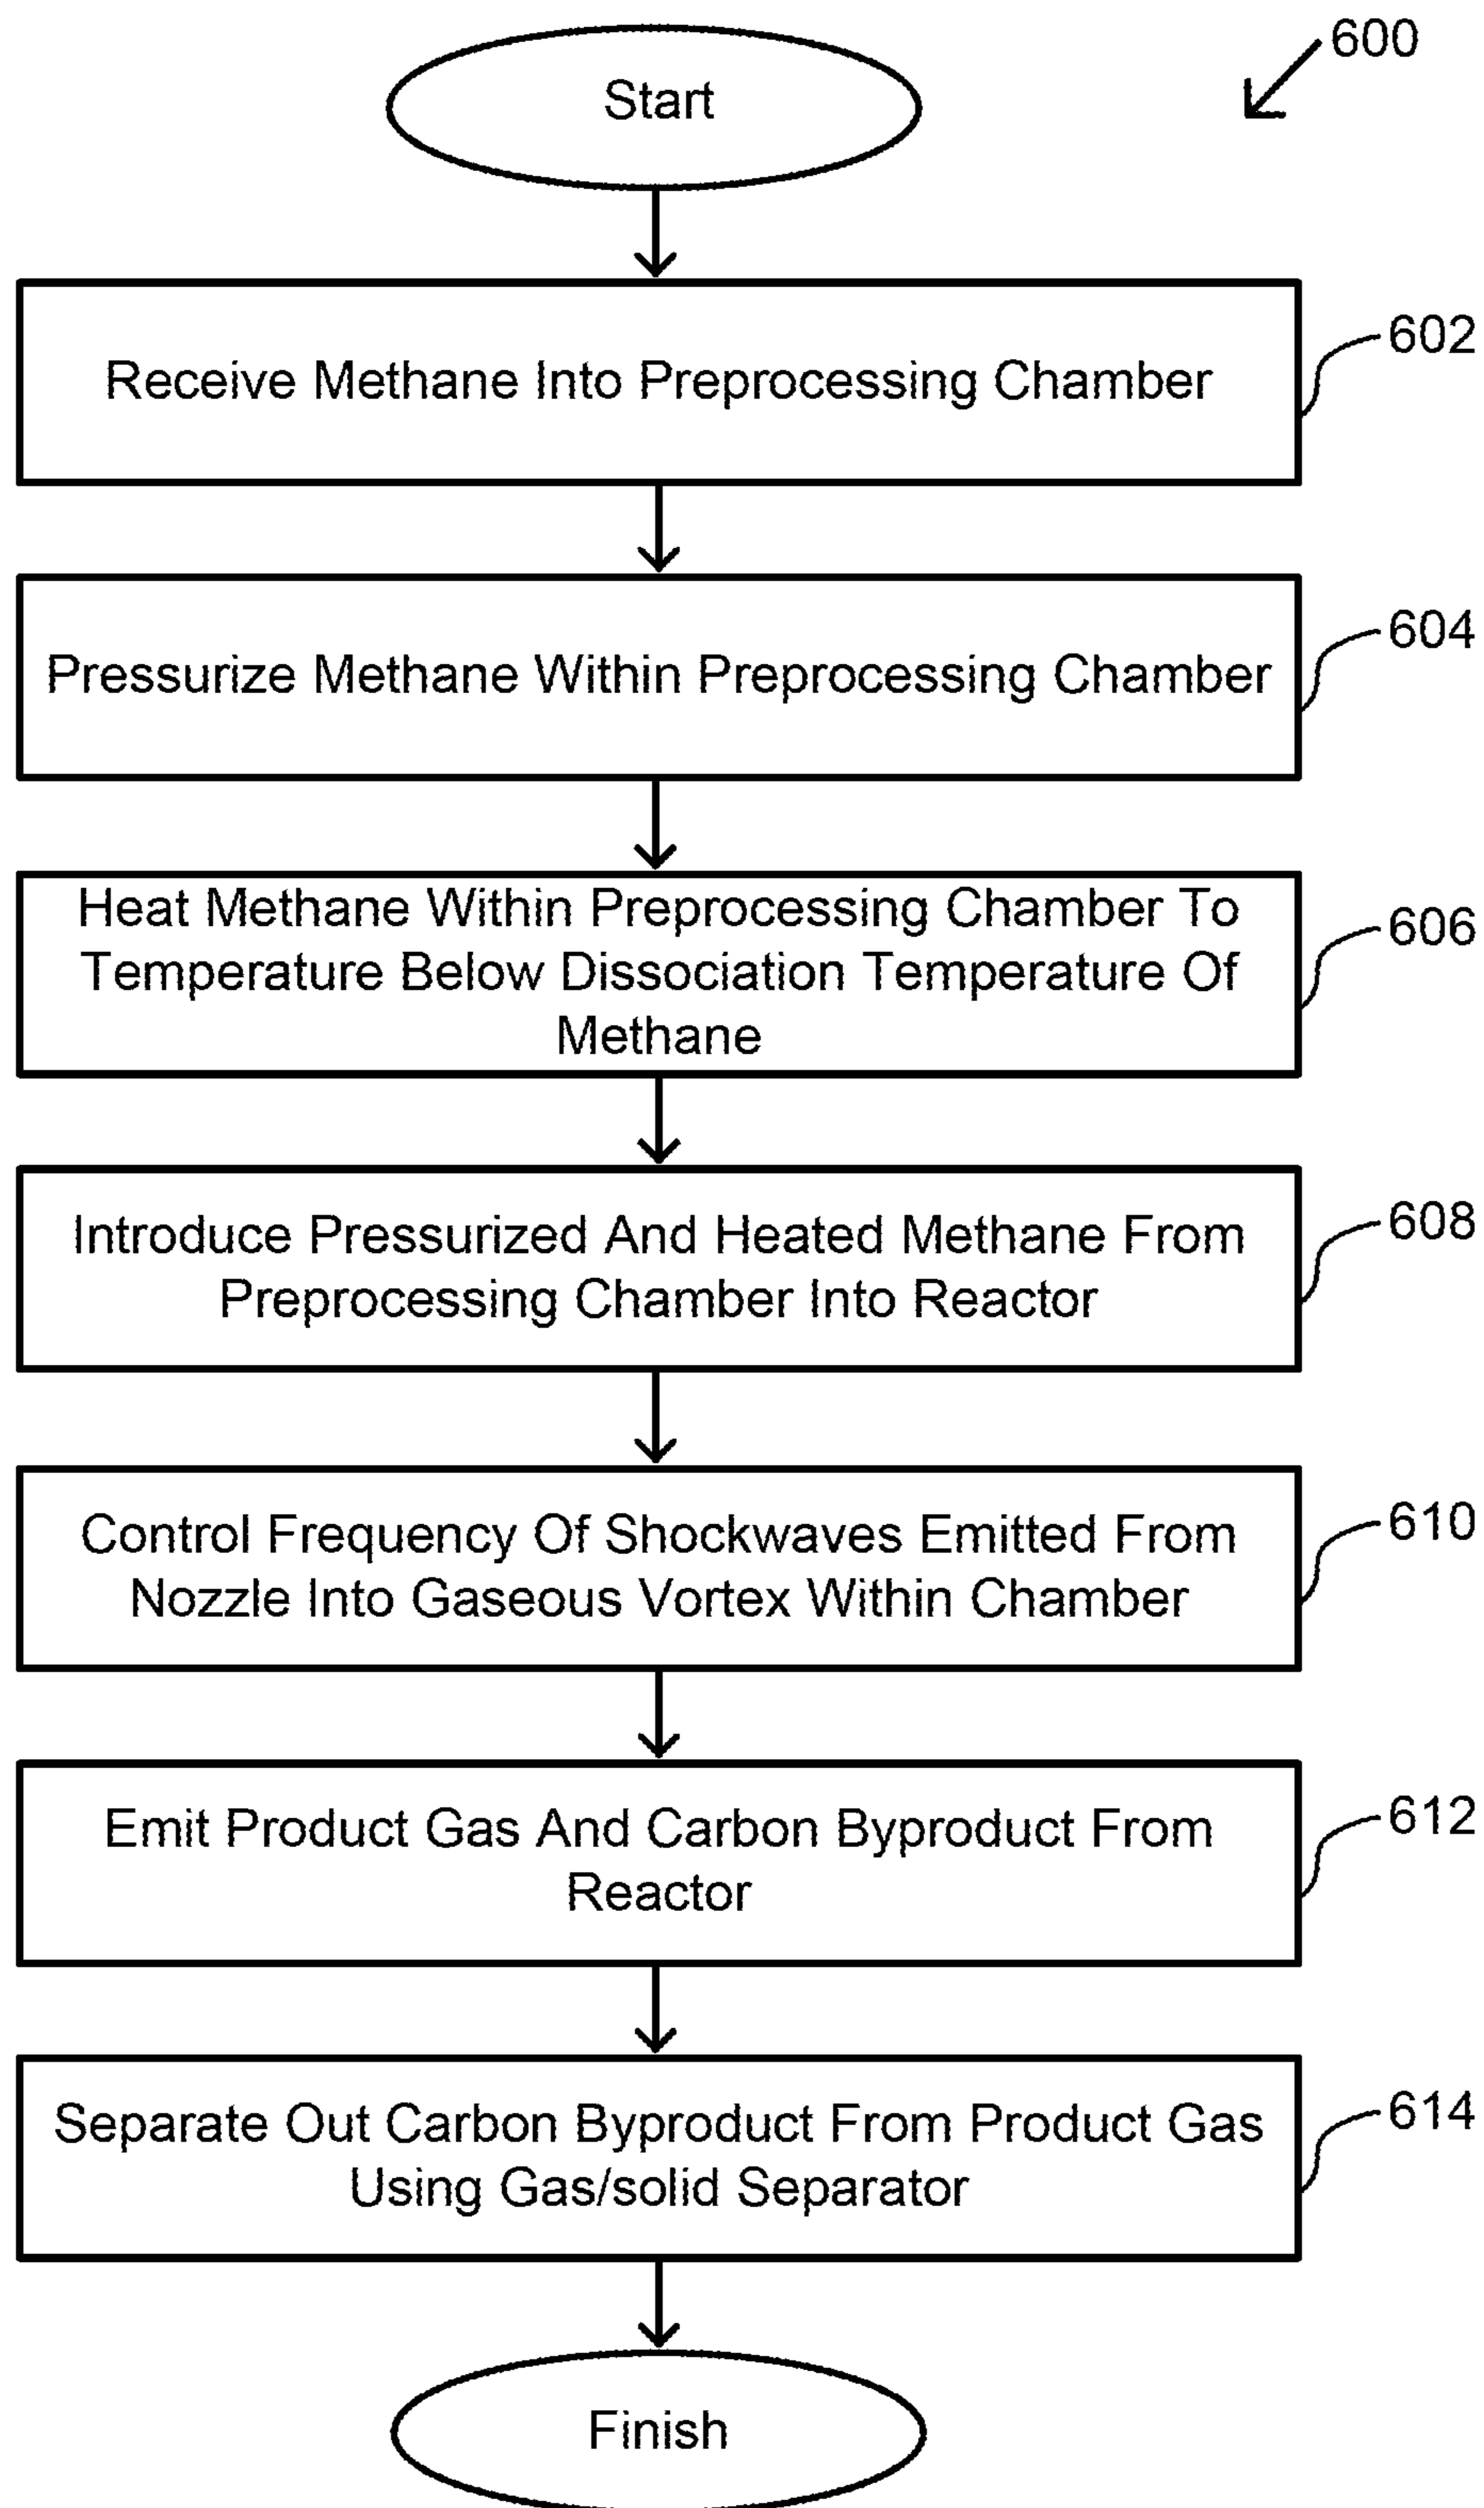 600
Start
Receive Methane Into Preprocessing Chamber
602
Pressurize Methane Within Preprocessing Chamber
604
Heat Methane Within Preprocessing Chamber To
Temperature Below Dissociation Temperature Of
Methane
606
Introduce Pressurized And Heated Methane From
Preprocessing Chamber Into Reactor
608
Control Frequency Of Shockwaves Emitted From
Nozzle Into Gaseous Vortex Within Chamber
610
Emit Product Gas And Carbon Byproduct From
Reactor
612
Separate Out Carbon Byproduct From Product Gas
Using Gas/solid Separator
614
Finish